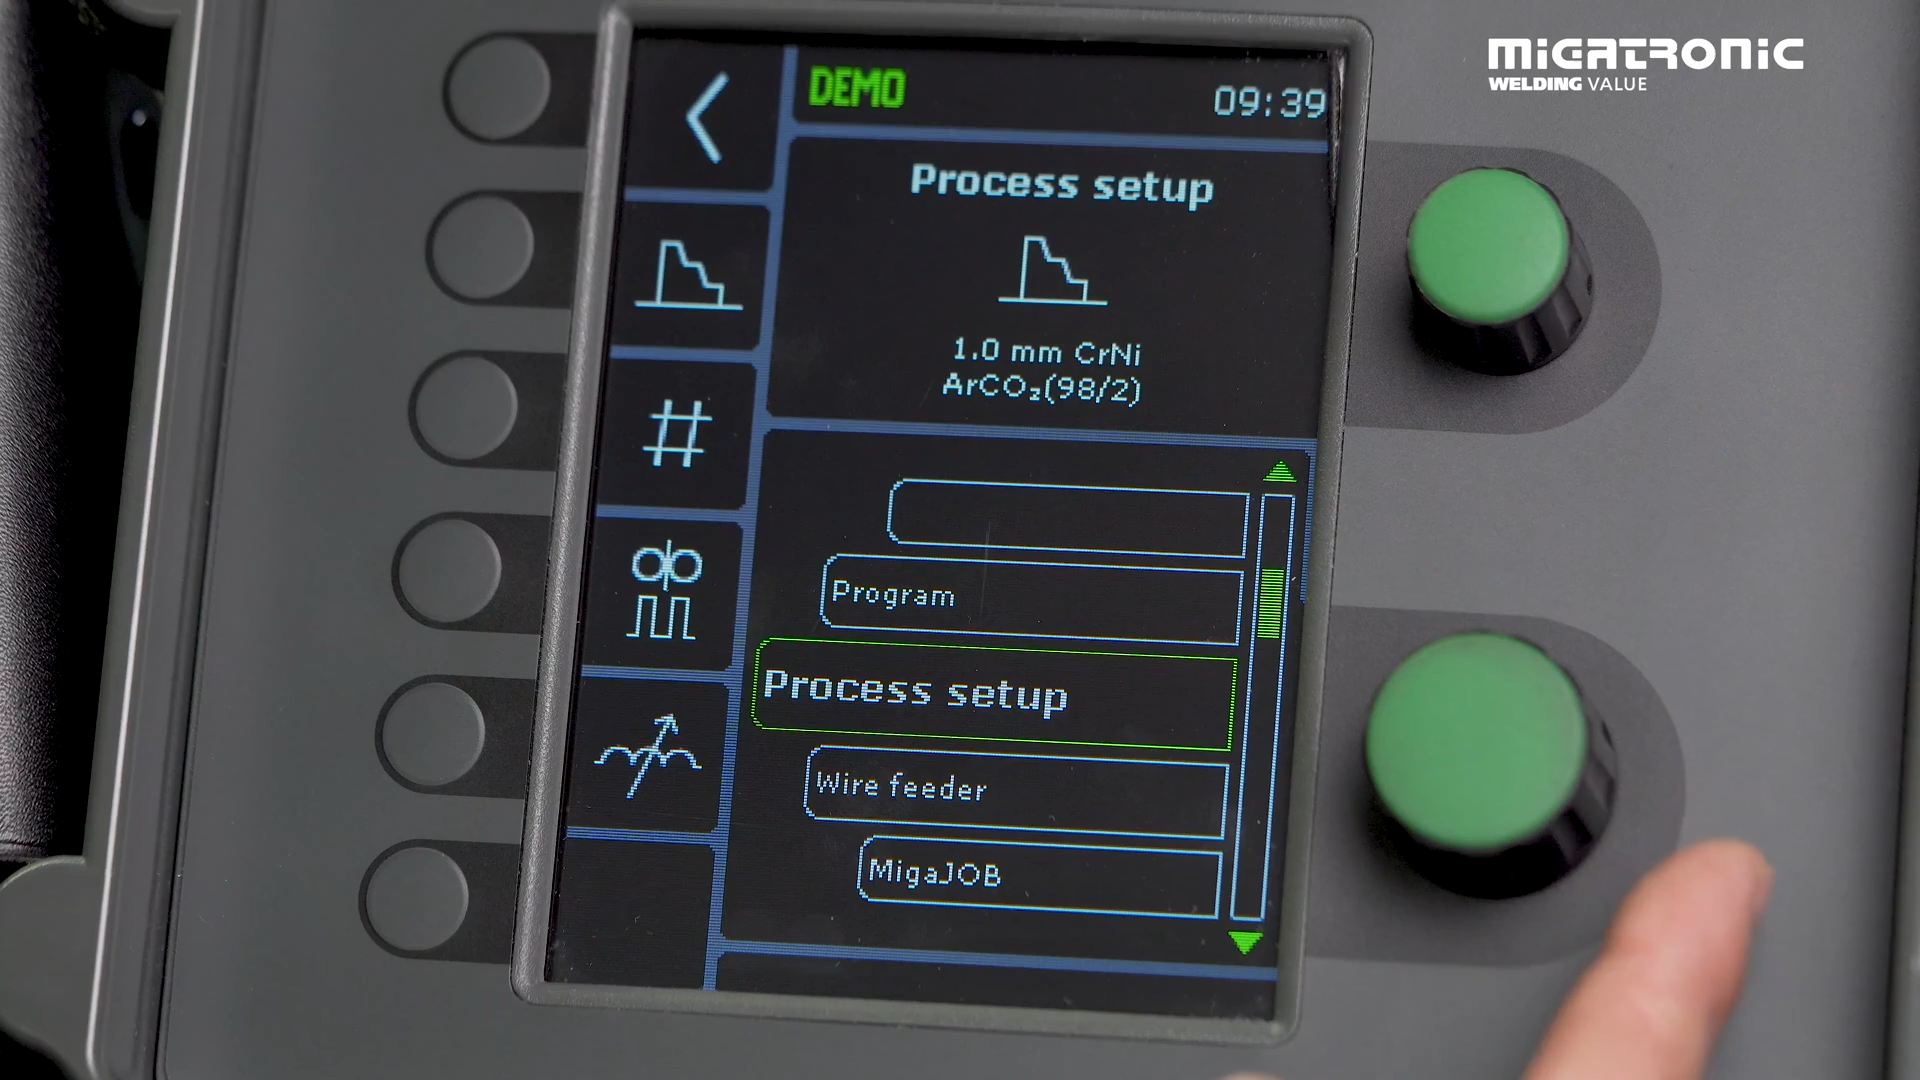 MIGATRONIC
WELDING VALUE
DEMO
09:39
Process setup
1.0 mm CrNi
ArCO₂(98/2)
#
Program
Process setup
Wire feeder
MigaJOB